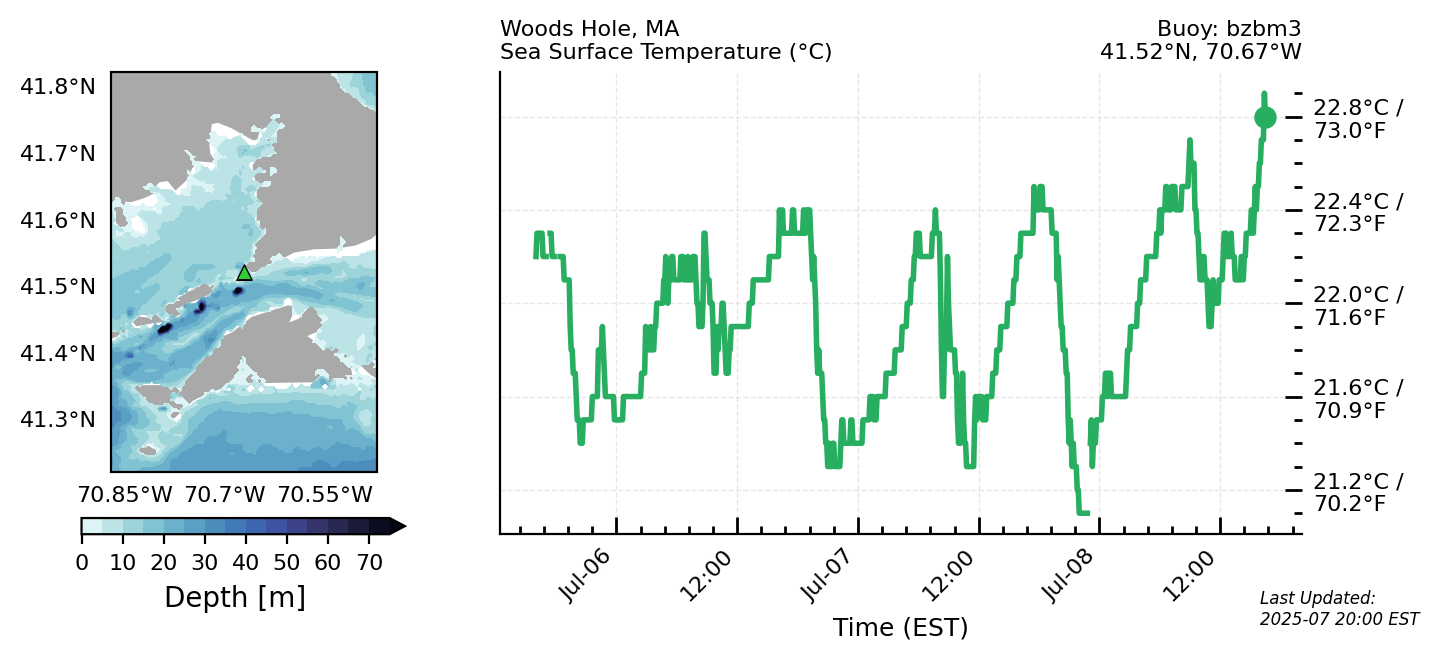 Woods Hole, MA
Sea Surface Temperature (°C)
Buoy: bzbm3
41.52°N, 70.67°W
41.8°N
41.7°N
41.6°N
41.5°N
41.4°N
41.3°N
70.85°W 70.7°W 70.55°W
0 10 20 30 40 50 60 70
Depth [m]
22.8°C /
73.0°F
22.4°C /
72.3°F
22.0°C /
71.6°F
21.6°C /
70.9°F
21.2°C /
70.2°F
Jul-06
12:00
Jul-07
12:00
Jul-08
12:00
Time (EST)
Last Updated:
2025-07 20:00 EST